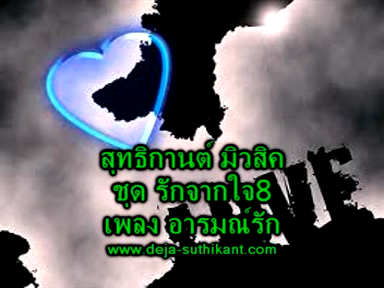 สุทธิกานต์ มิวสิค
ชุด รักจากใจ8
เพลง อารมณ์รัก
www.deja-suthikant.com